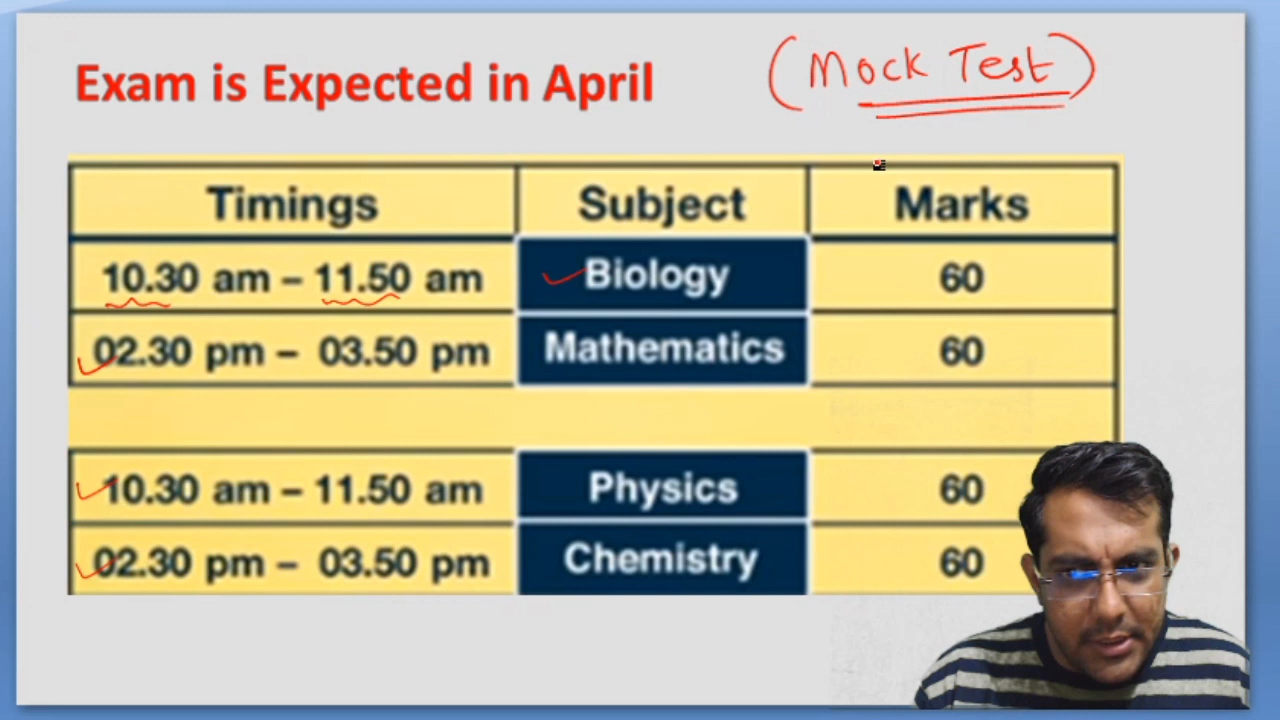 Exam is Expected in April (Mock Test)
Timings Subject Marks
10.30 am – 11.50 am Biology 60
02.30 pm – 03.50 pm Mathematics 60
10.30 am – 11.50 am Physics 60
02.30 pm – 03.50 pm Chemistry 60